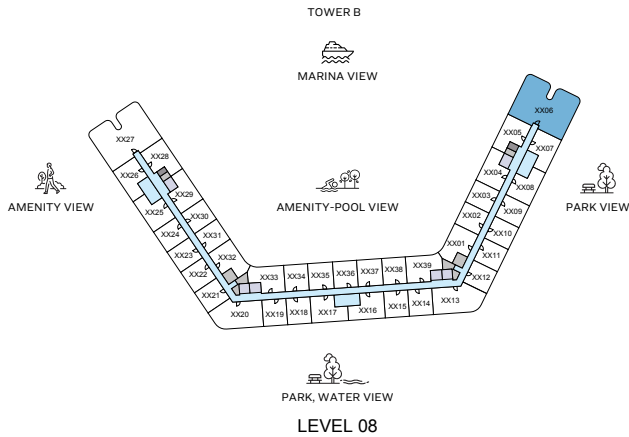 TOWER B
MARINA VIEW
XX06
XX05
XX07
XX27
XX28
XX04
XX08
XX26
XX29
XX03
XX09
AMENITY VIEW
AMENITY-POOL VIEW
PARK VIEW
XX25
XX30
XX02
XX10
XX24
XX31
XX01
XX11
XX23
XX32
XX22
XX33
XX34
XX35
XX36
XX37
XX38
XX39
XX12
XX21
XX20
XX19
XX18
XX17
XX16
XX15
XX14
XX13
PARK, WATER VIEW
LEVEL 08